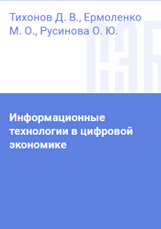 Тихонов Д. В., Ермоленко
М. О., Русинова О. Ю.
Информационные
технологии в цифровой
экономике